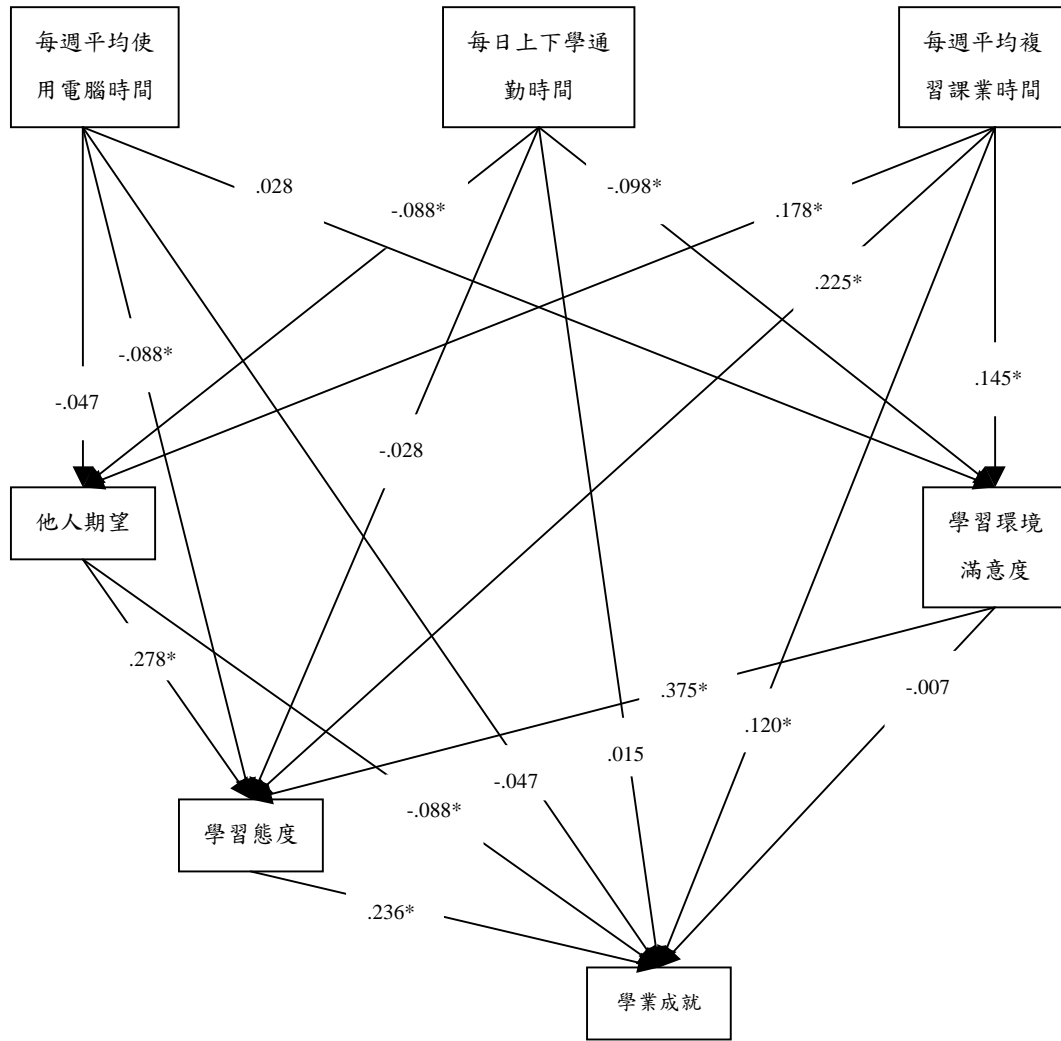 每週平均使
用電腦時間
每日上下學通
勤時間
每週平均複
習課業時間
.028
-.088*
-.098*
.178*
.225*
-.088*
.145*
-.047
-.028
他人期望
學習環境
滿意度
.278*
.375*
-.007
.120*
.015
-.047
-.088*
學習態度
.236*
學業成就